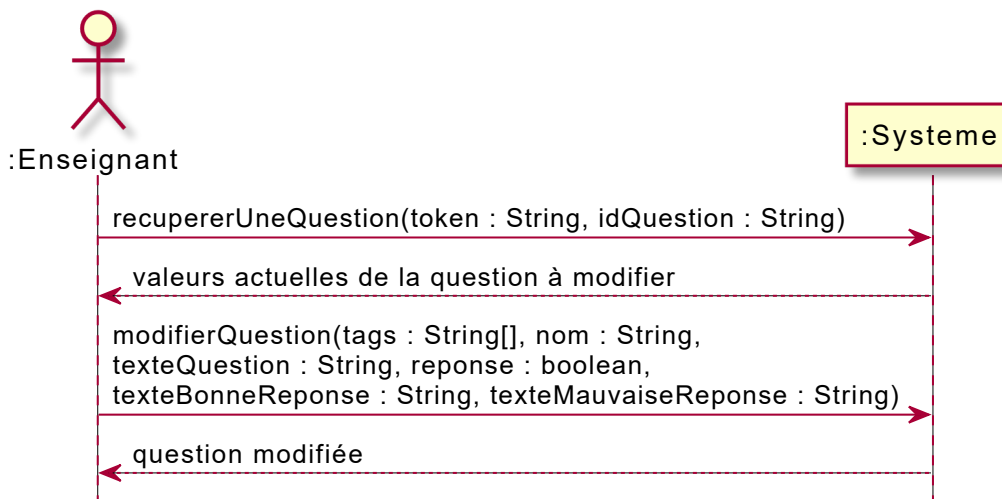 :Enseignant
:Systeme
recupererUneQuestion(token : String, idQuestion : String)
valeurs actuelles de la question à modifier
modifierQuestion(tags : String[], nom : String,
texteQuestion : String, reponse : boolean,
texteBonneReponse : String, texteMauvaiseReponse : String)
question modifiée